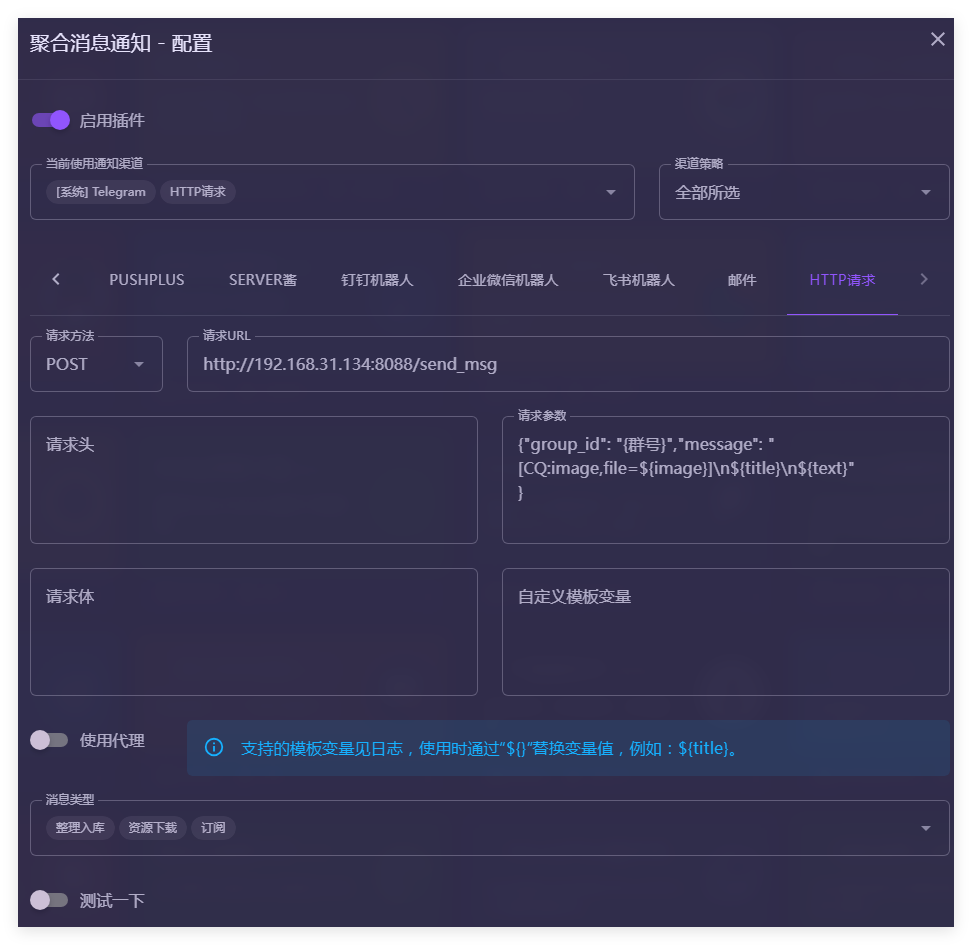 聚合消息通知 - 配置
启用插件
当前使用通知渠道
渠道策略
[系统] Telegram
HTTP请求
全部所选
PUSHPLUS
SERVER酱
钉钉机器人
企业微信机器人
飞书机器人
邮件
HTTP请求
请求方法
请求URL
POST
http://192.168.31.134:8088/send_msg
请求头
请求参数
{"group_id": "{群号}","message": "
[CQ:image,file=${image}]\n${title}\n${text}"
}
请求体
自定义模板变量
使用代理
支持的模板变量见日志，使用时通过“${}”替换变量值，例如：${title}。
消息类型
整理入库
资源下载
订阅
测试一下